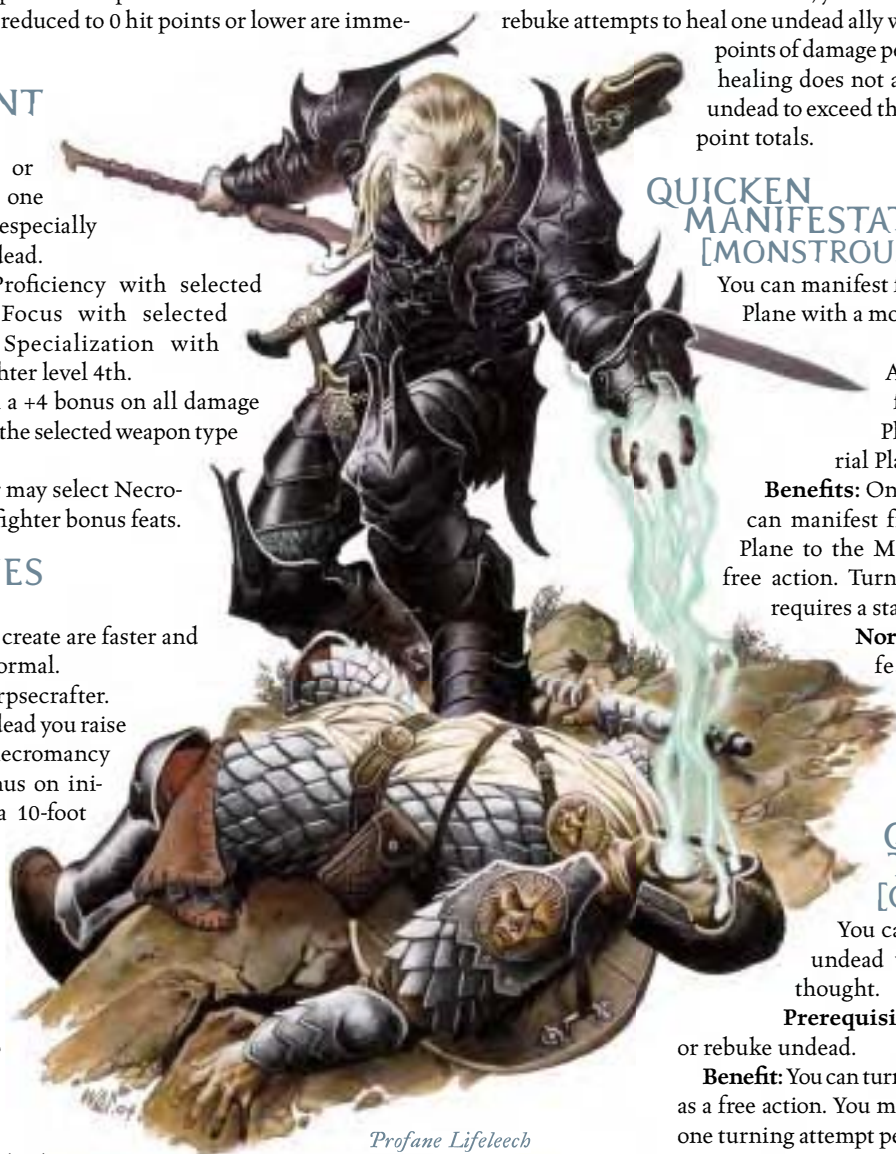 reduced to 0 hit points or lower are imme-
NT
or
one
especially
dead.
Proficiency with selected
Focus with selected
Specialization with
hter level 4th.
a +4 bonus on all damage
the selected weapon type
r may select Necro-
fighter bonus feats.
ES
create are faster and
ormal.
rpsecrafter.
dead you raise
necromancy
nus on ini-
a 10-foot
Profane Lifeleech
rebuke attempts to heal one undead ally w
points of damage pe
healing does not a
undead to exceed th
point totals.
QUICKEN
MANIFESTAT
[MONSTROU
You can manifest f
Plane with a mo
A
f
Pl
rial Pla
Benefits: On
can manifest f
Plane to the M
free action. Turn
requires a sta
Nor
fe
Q
[G
You ca
undead
thought.
Prerequisi
or rebuke undead.
Benefit: You can turn
as a free action. You m
one turning attempt pe